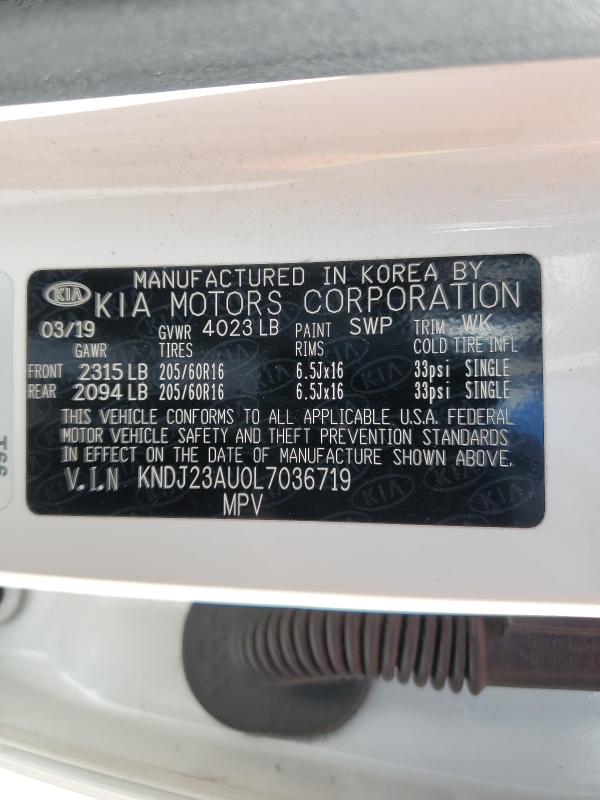 MANUFACTURED IN KOREA BY
KIA KIA MOTORS CORPORATION
03/19 GVWR 4023 LB PAINT SWP TRIM WK
GAWR TIRES RIMS COLD TIRE INFL
FRONT 2315 LB 205/60R16 6.5Jx16 33psi SINGLE
REAR 2094 LB 205/60R16 6.5Jx16 33psi SINGLE
THIS VEHICLE CONFORMS TO ALL APPLICABLE U.S.A. FEDERAL
MOTOR VEHICLE SAFETY AND THEFT PREVENTION STANDARDS
IN EFFECT ON THE DATE OF MANUFACTURE SHOWN ABOVE.
V.I.N KNDJ23AU0L7036719
MPV
T66